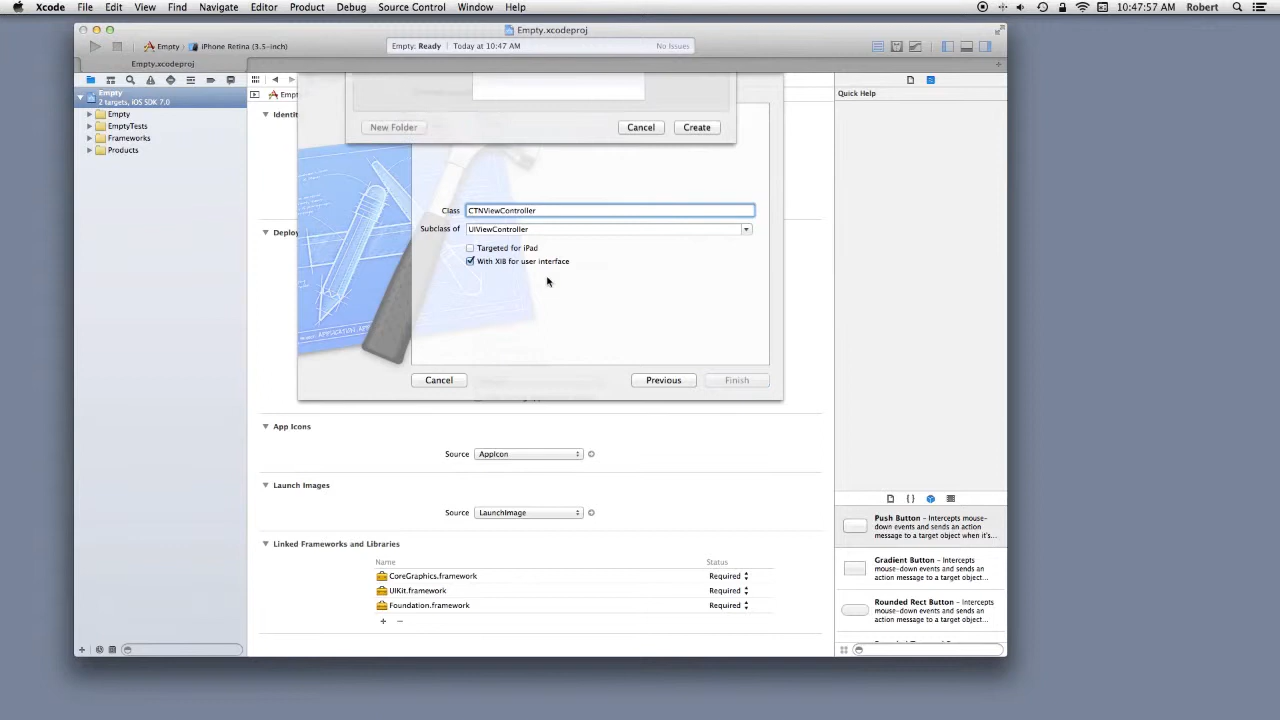 Xcode File Edit View Find Navigate Editor Product Debug Source Control Window Help 10:47:57 AM Robert
Empty.xcodeproj
Empty iPhone Retina (3.5-inch) Empty: Ready Today at 10:47 AM No Issues
Empty.xcodeproj
Empty
2 targets, iOS SDK 7.0
Empty
EmptyTests
Frameworks
Products
Quick Help
New Folder Cancel Create
Class CTNViewController
Subclass of UIViewController
Targeted for iPad
With XIB for user interface
Cancel Previous Finish
App Icons
Source AppIcon
Launch Images
Source LaunchImage
Linked Frameworks and Libraries
Name Status
CoreGraphics.framework Required
UIKit.framework Required
Foundation.framework Required
Push Button – Intercepts mouse-
down events and sends an action
message to a target object when it's...
Gradient Button – Intercepts
mouse-down events and sends an
action message to a target object...
Rounded Rect Button – Intercepts
mouse-down events and sends an
action message to a target object...